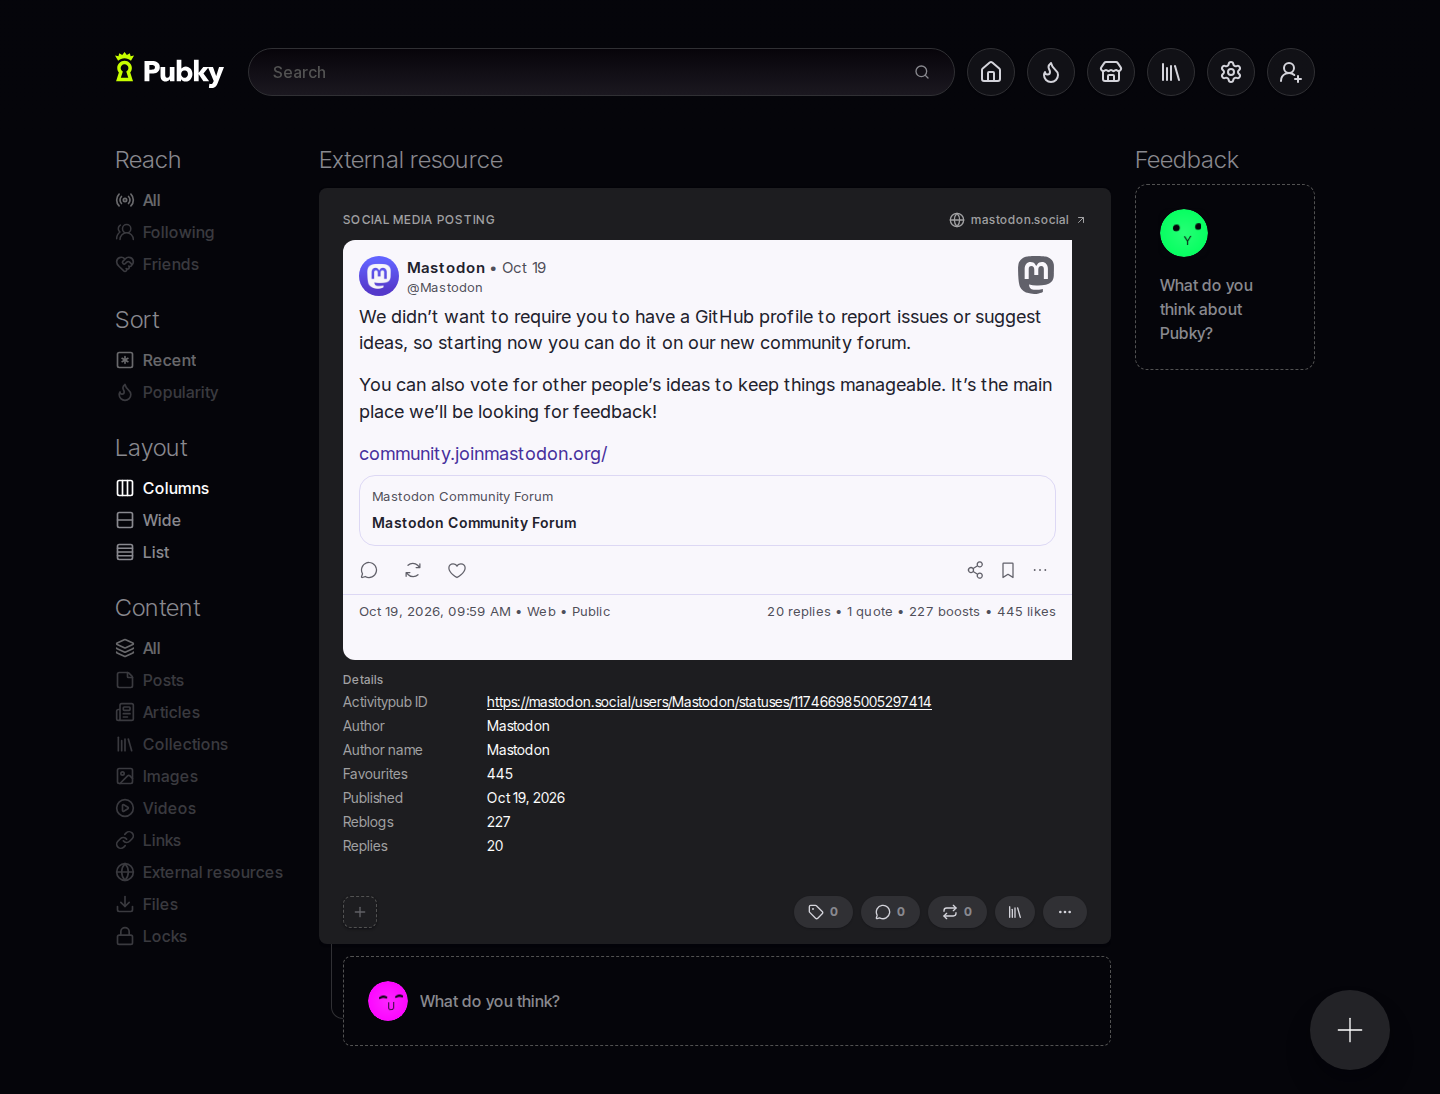 Pubky
Search
Reach
All
Following
Friends
Sort
Recent
Popularity
Layout
Columns
Wide
List
Content
All
Posts
Articles
Collections
Images
Videos
Links
External resources
Files
Locks
External resource
SOCIAL MEDIA POSTING
mastodon.social
Mastodon • Oct 19
@Mastodon
We didn’t want to require you to have a GitHub profile to report issues or suggest
ideas, so starting now you can do it on our new community forum.
You can also vote for other people’s ideas to keep things manageable. It’s the main
place we’ll be looking for feedback!
community.joinmastodon.org/
Mastodon Community Forum
Mastodon Community Forum
Oct 19, 2026, 09:59 AM • Web • Public
20 replies • 1 quote • 227 boosts • 445 likes
Details
Activitypub ID https://mastodon.social/users/Mastodon/statuses/117466985005297414
Author Mastodon
Author name Mastodon
Favourites 445
Published Oct 19, 2026
Reblogs 227
Replies 20
0 0 0
What do you think?
Feedback
What do you
think about
Pubky?